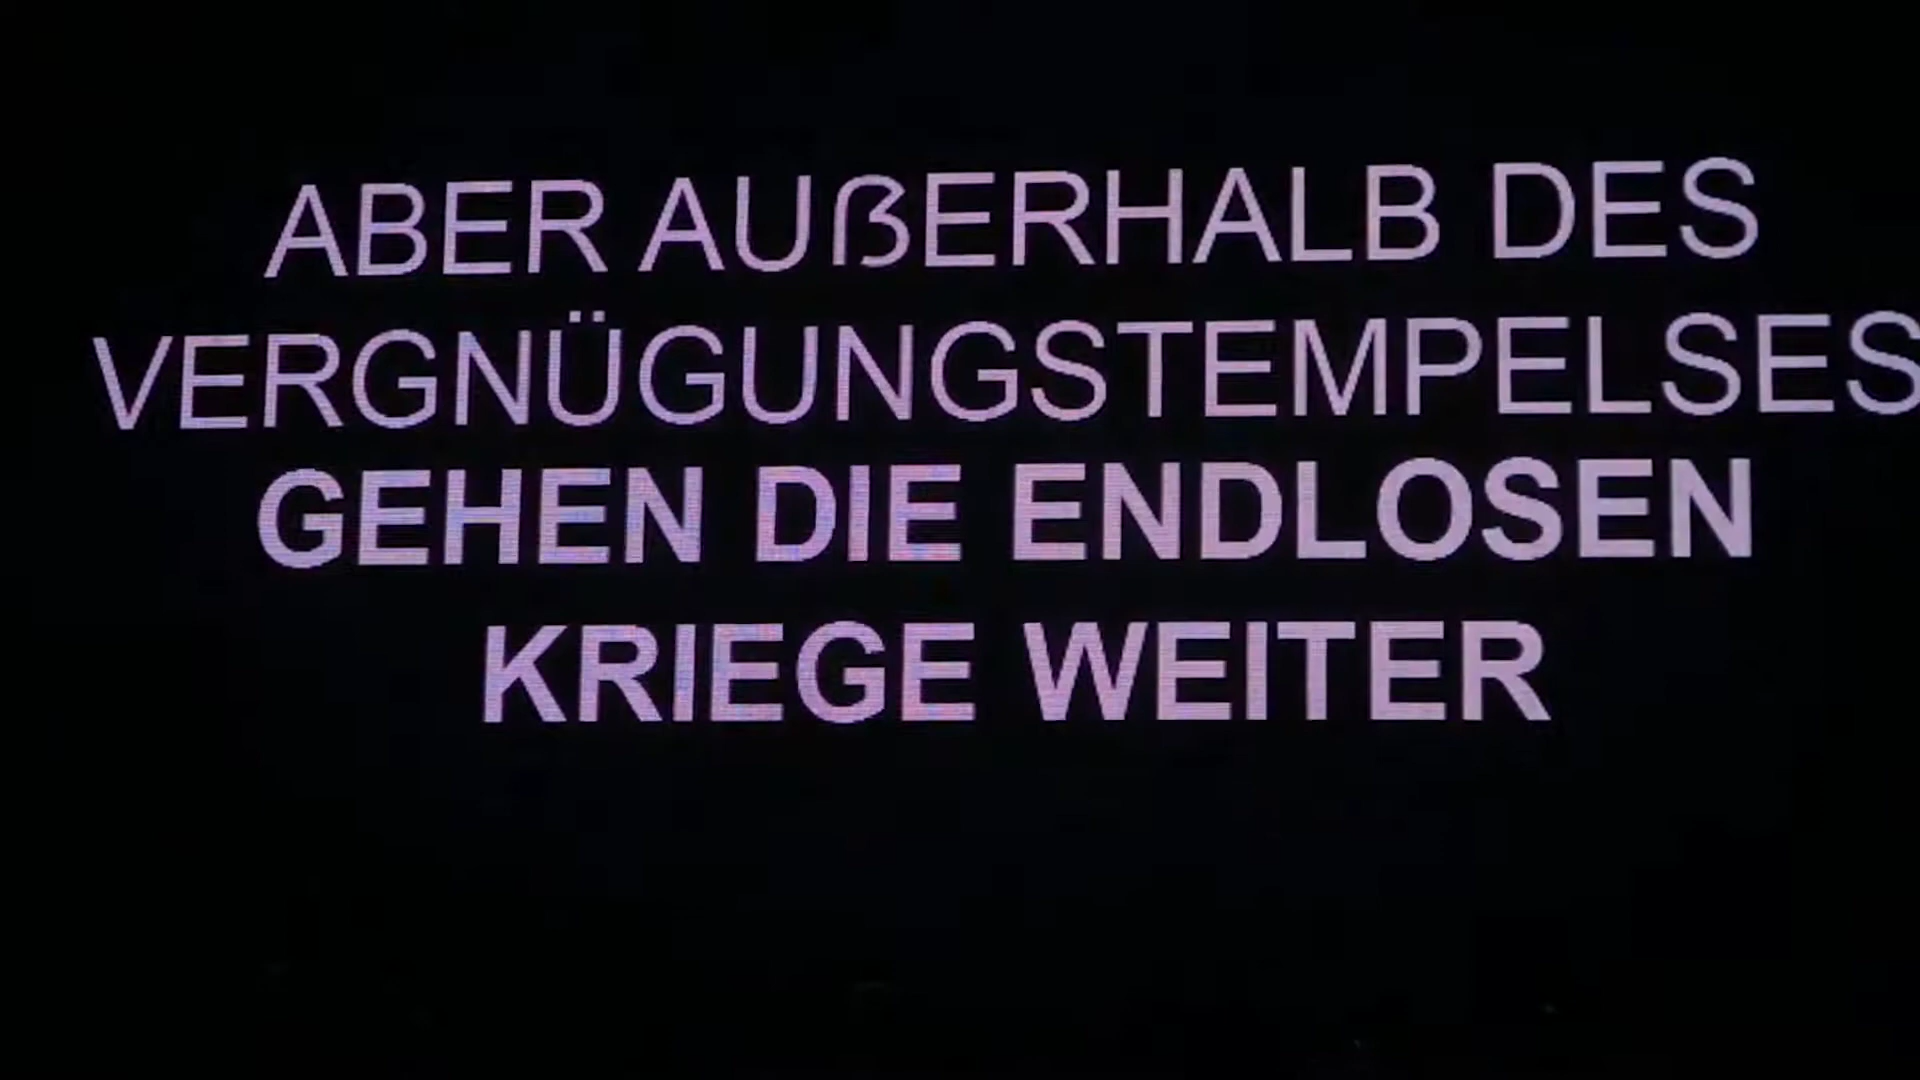 ABER AUßERHALB DES
VERGNÜGUNGSTEMPELSES
GEHEN DIE ENDLOSEN
KRIEGE WEITER